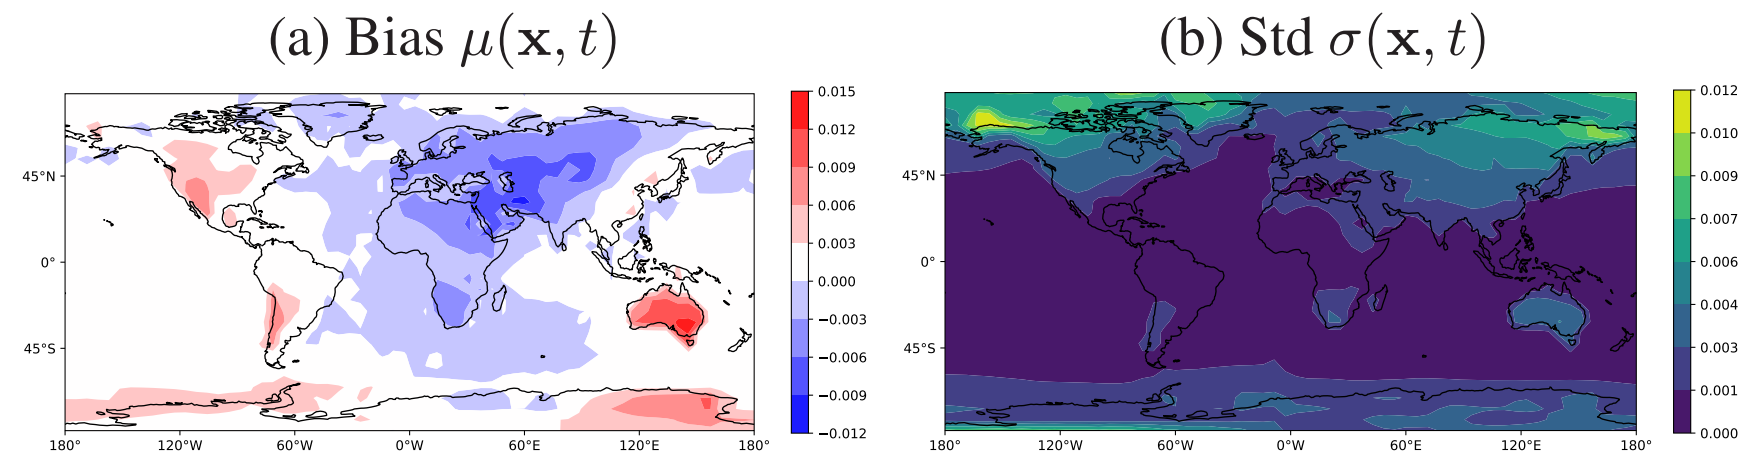 (a) Bias μ(x, t)
(b) Std σ(x, t)
45°N
0°
45°S
180°
120°W
60°W
0°W
60°E
120°E
180°
0.015
0.012
0.009
0.006
0.003
0.000
−0.003
−0.006
−0.009
−0.012
45°N
0°
45°S
180°
120°W
60°W
0°W
60°E
120°E
180°
0.012
0.010
0.009
0.007
0.006
0.004
0.003
0.001
0.000